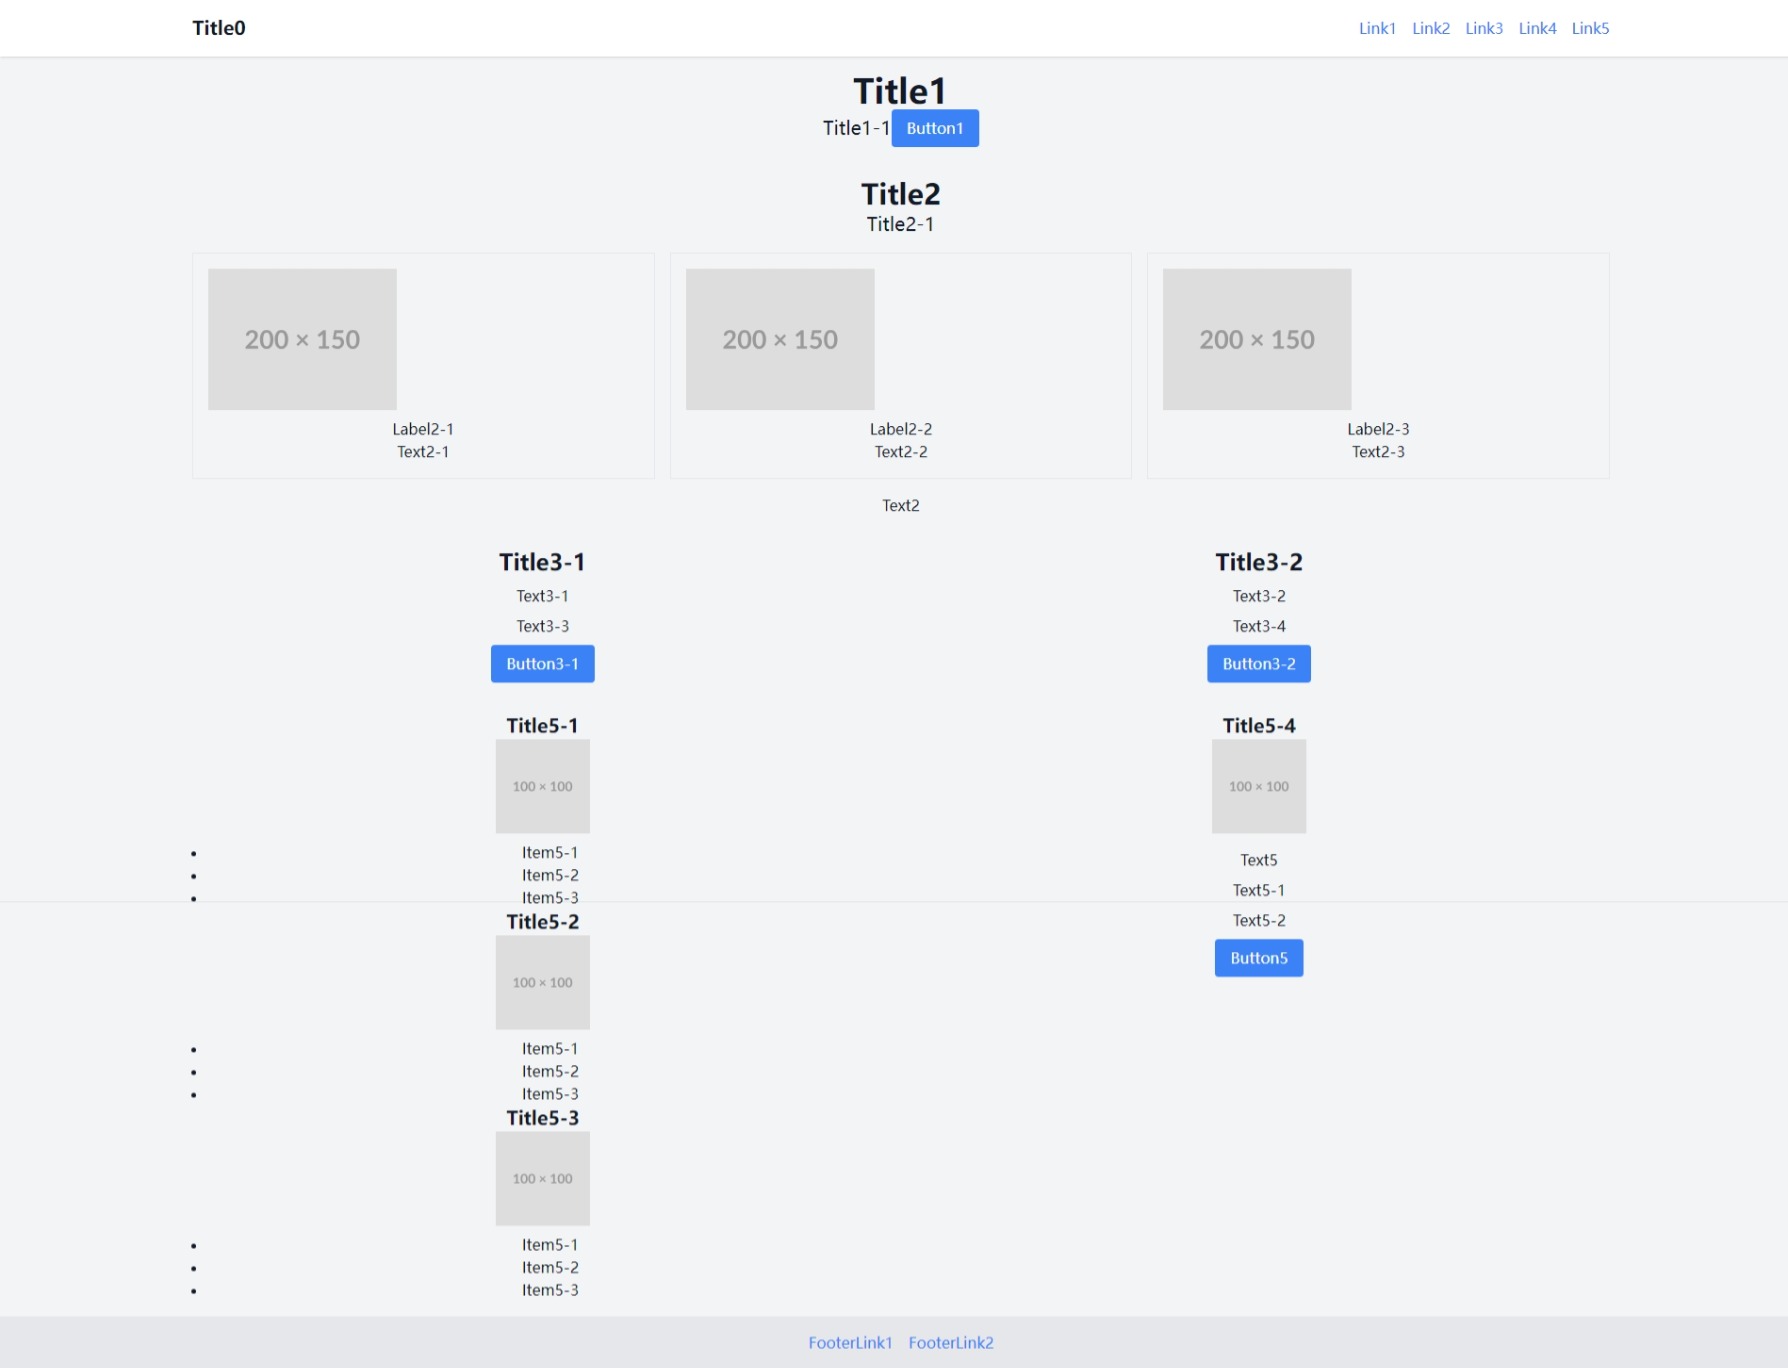 Title0
Link1 Link2 Link3 Link4 Link5
Title1
Title1-1 Button1
Title2
Title2-1
200 × 150
Label2-1
Text2-1
200 × 150
Label2-2
Text2-2
200 × 150
Label2-3
Text2-3
Text2
Title3-1
Text3-1
Text3-3
Button3-1
Title3-2
Text3-2
Text3-4
Button3-2
Title5-1
100 × 100
• Item5-1
• Item5-2
• Item5-3
Title5-2
100 × 100
• Item5-1
• Item5-2
• Item5-3
Title5-3
100 × 100
• Item5-1
• Item5-2
• Item5-3
Title5-4
100 × 100
Text5
Text5-1
Text5-2
Button5
FooterLink1 FooterLink2